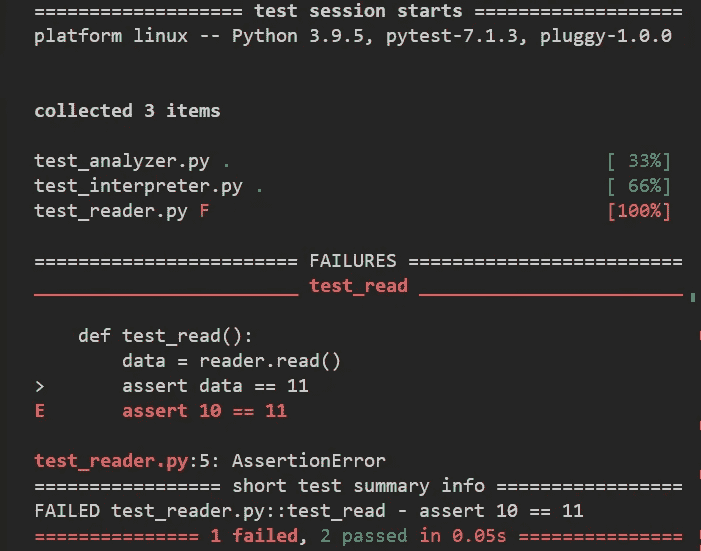 =================== test session starts ===================
platform linux -- Python 3.9.5, pytest-7.1.3, pluggy-1.0.0
collected 3 items
test_analyzer.py . [ 33%]
test_interpreter.py . [ 66%]
test_reader.py F [100%]
======================== FAILURES =========================
________________________ test_read ________________________
def test_read():
data = reader.read()
> assert data == 11
E assert 10 == 11
test_reader.py:5: AssertionError
================= short test summary info =================
FAILED test_reader.py::test_read - assert 10 == 11
=============== 1 failed, 2 passed in 0.05s ===============